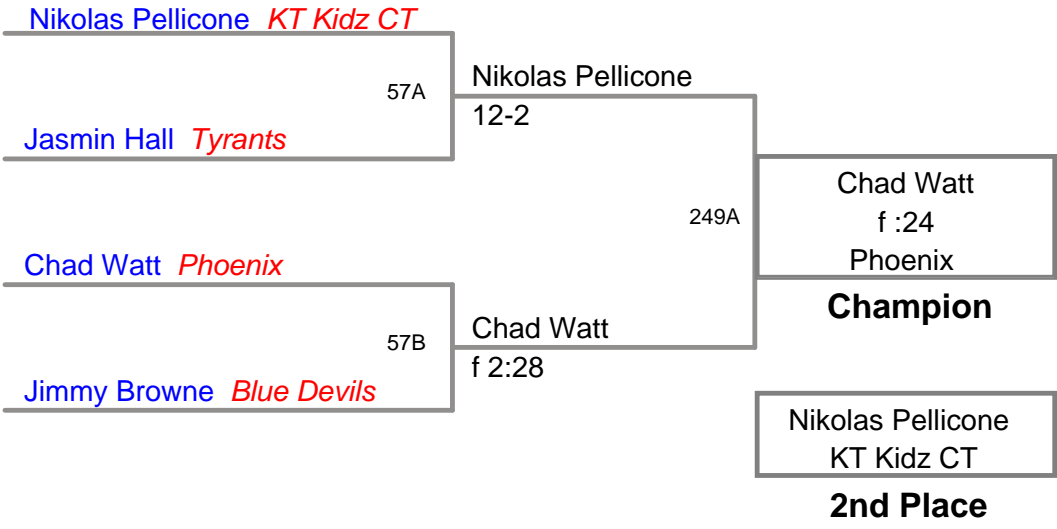 Nikolas Pellicone KT Kidz CT
57A
Jasmin Hall Tyrants
Nikolas Pellicone
12-2
Chad Watt Phoenix
57B
Jimmy Browne Blue Devils
Chad Watt
f 2:28
249A
Chad Watt
f :24
Phoenix
Champion
Nikolas Pellicone
KT Kidz CT
2nd Place